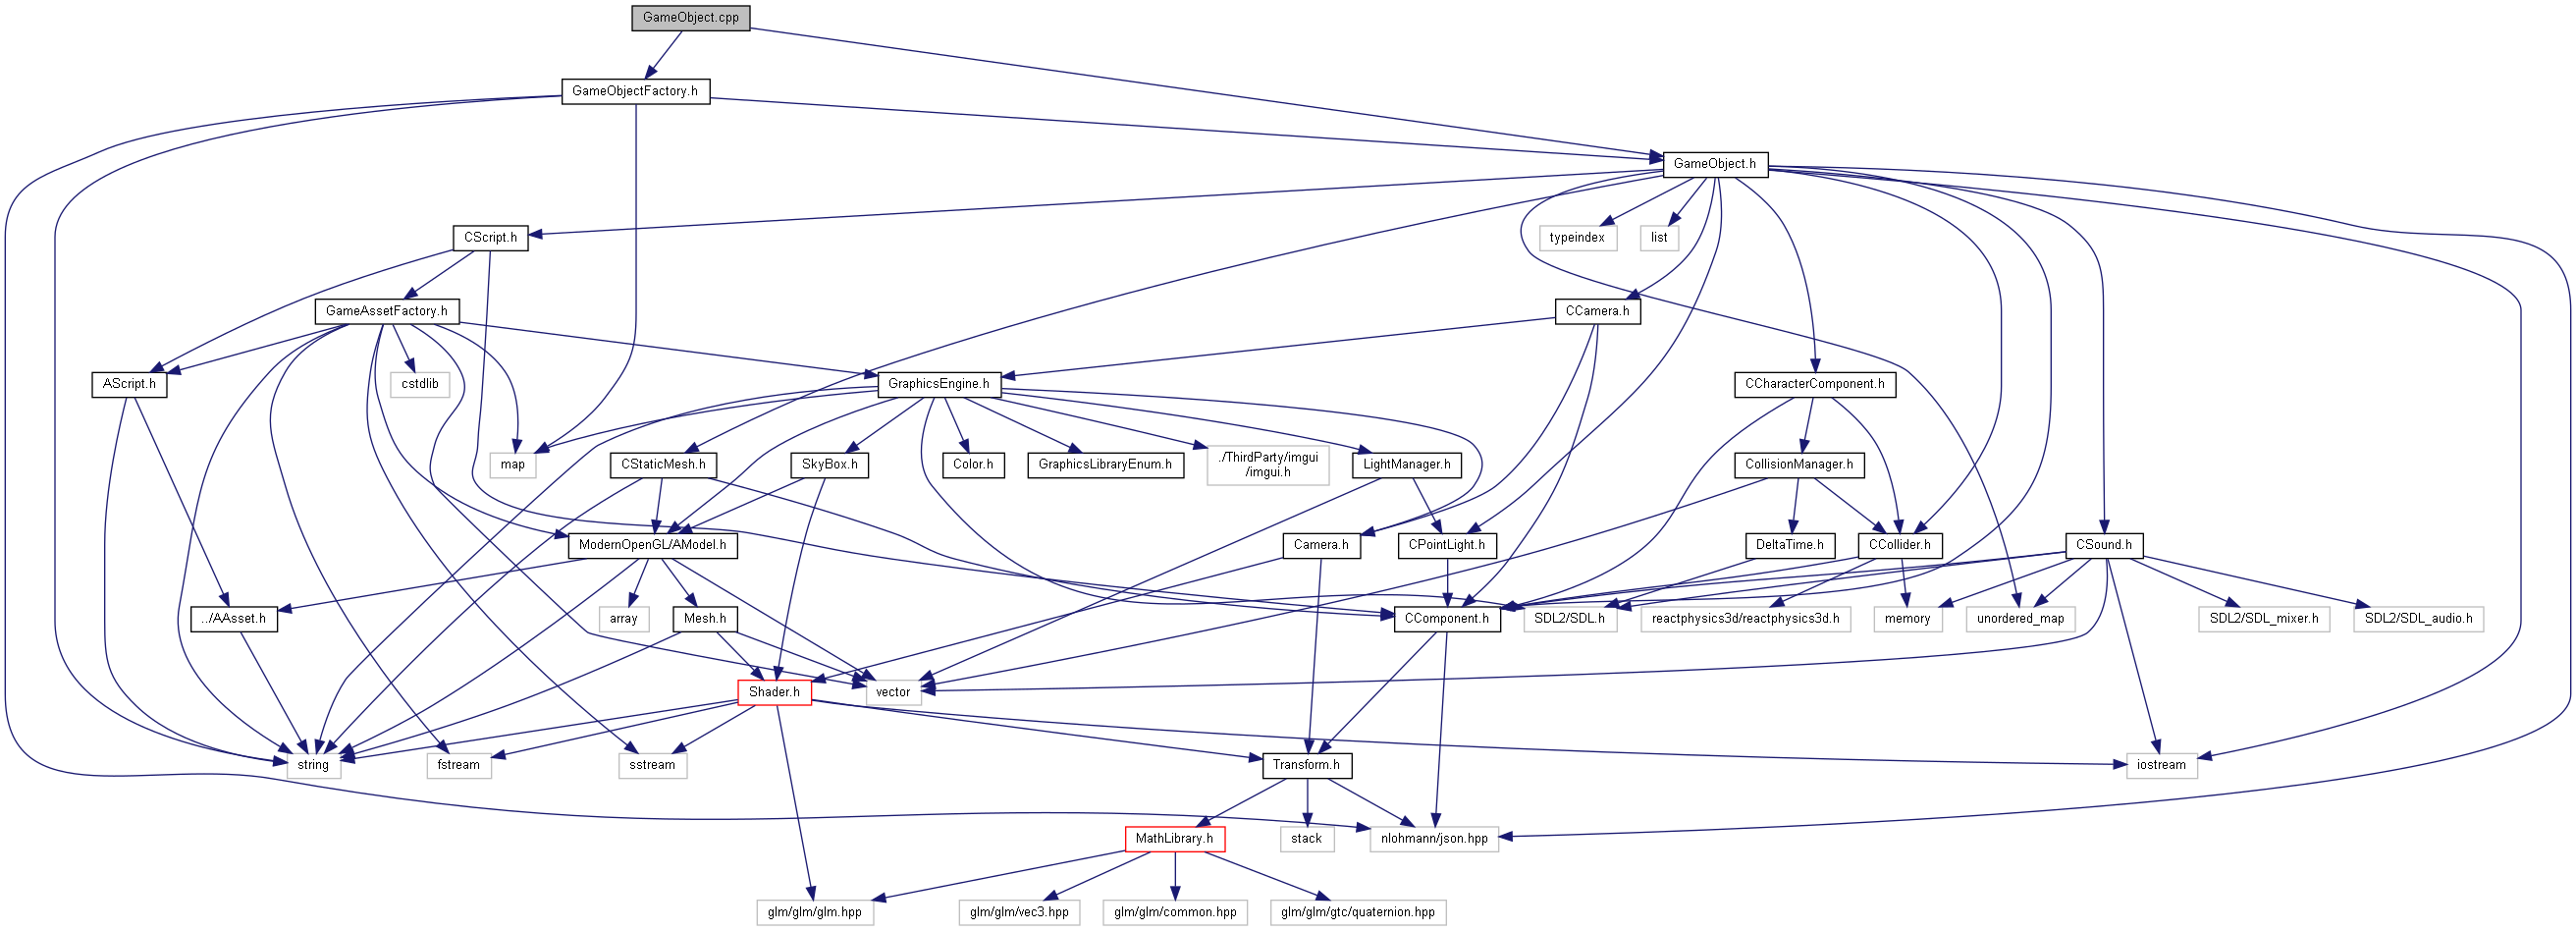 GameObject.cpp
GameObjectFactory.h
GameObject.h
CScript.h
typeindex
list
GameAssetFactory.h
CCamera.h
AScript.h
cstdlib
GraphicsEngine.h
CCharacterComponent.h
map
CStaticMesh.h
SkyBox.h
Color.h
GraphicsLibraryEnum.h
./ThirdParty/imgui
/imgui.h
LightManager.h
CollisionManager.h
ModernOpenGL/AModel.h
Camera.h
CPointLight.h
DeltaTime.h
CCollider.h
CSound.h
../AAsset.h
array
Mesh.h
CComponent.h
SDL2/SDL.h
reactphysics3d/reactphysics3d.h
memory
unordered_map
SDL2/SDL_mixer.h
SDL2/SDL_audio.h
Shader.h
vector
string
fstream
sstream
Transform.h
iostream
MathLibrary.h
stack
nlohmann/json.hpp
glm/glm/glm.hpp
glm/glm/vec3.hpp
glm/glm/common.hpp
glm/glm/gtc/quaternion.hpp